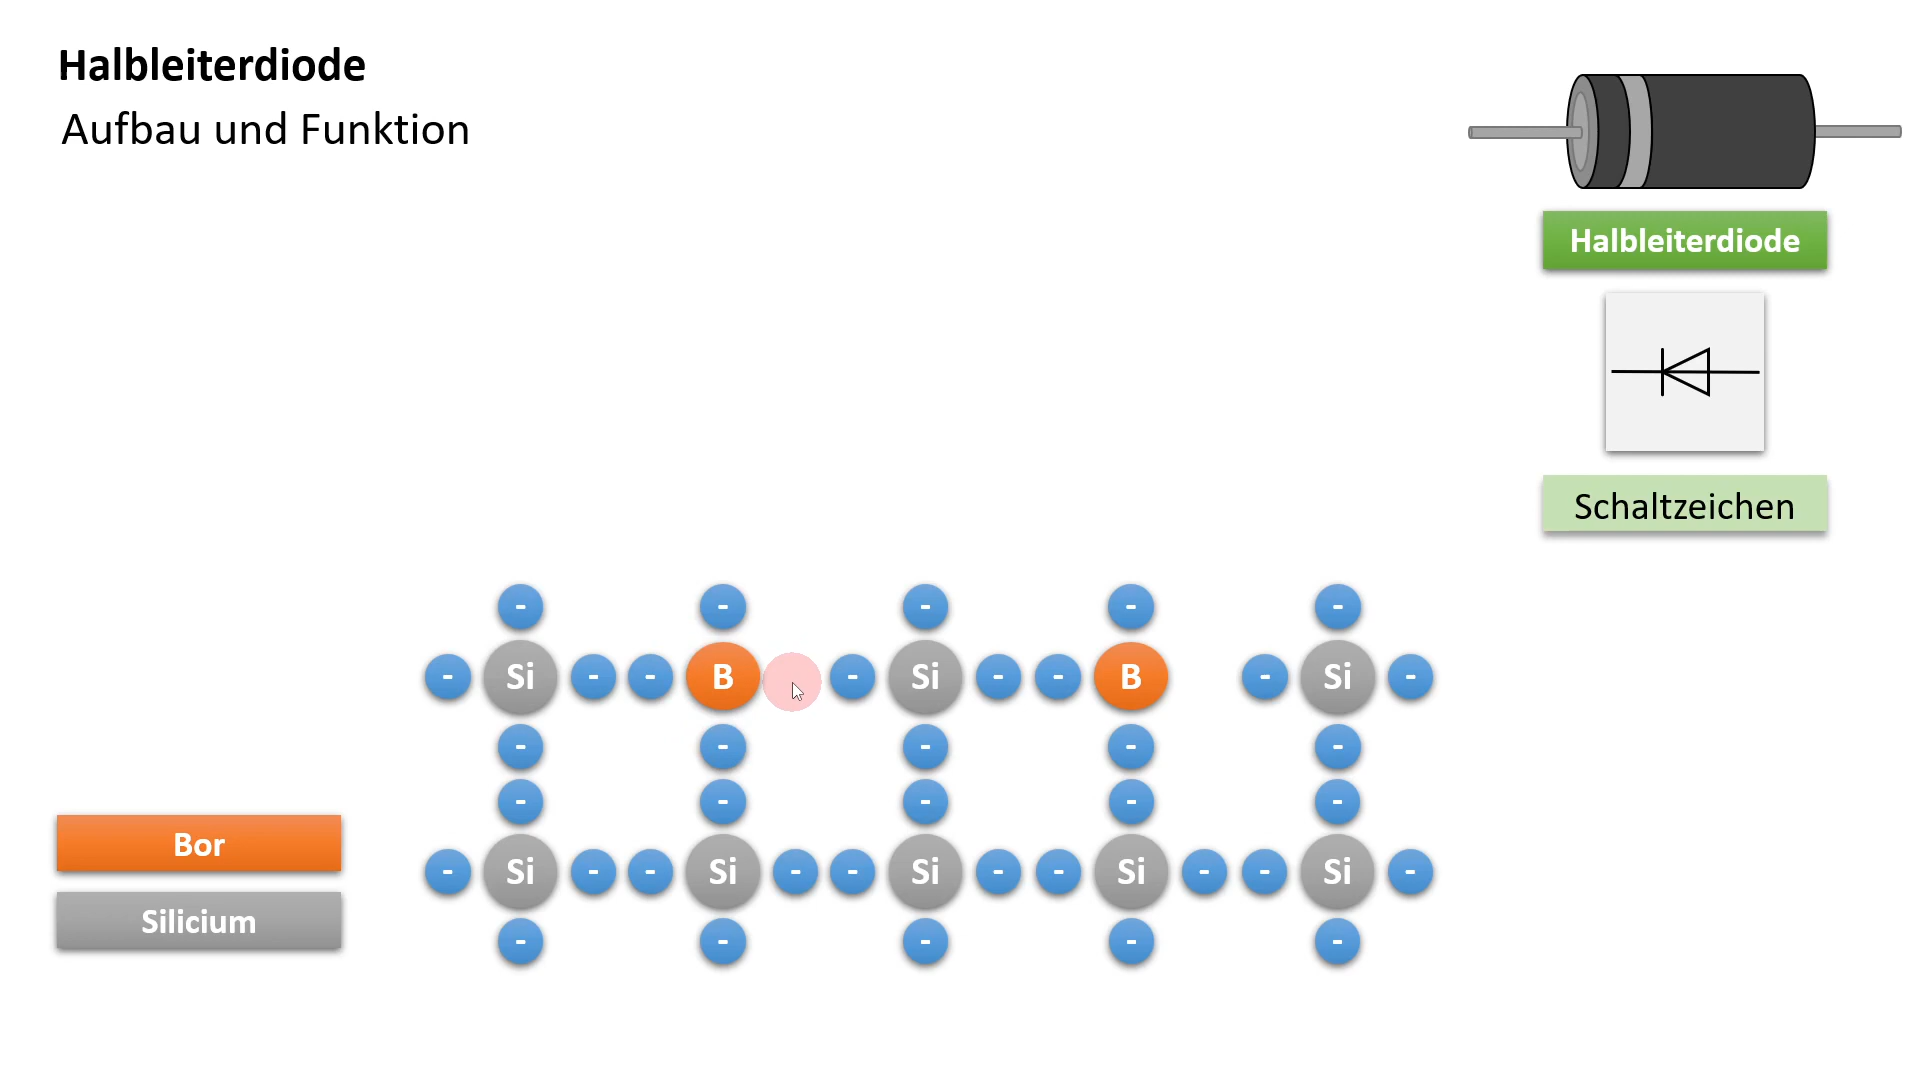 Halbleiterdiode
Aufbau und Funktion
Halbleiterdiode
Schaltzeichen
- - - - -
- Si - - B - Si - - B - Si -
- - - - -
- - - - -
- Si - - Si - - Si - - Si - - Si -
- - - - -
Bor
Silicium